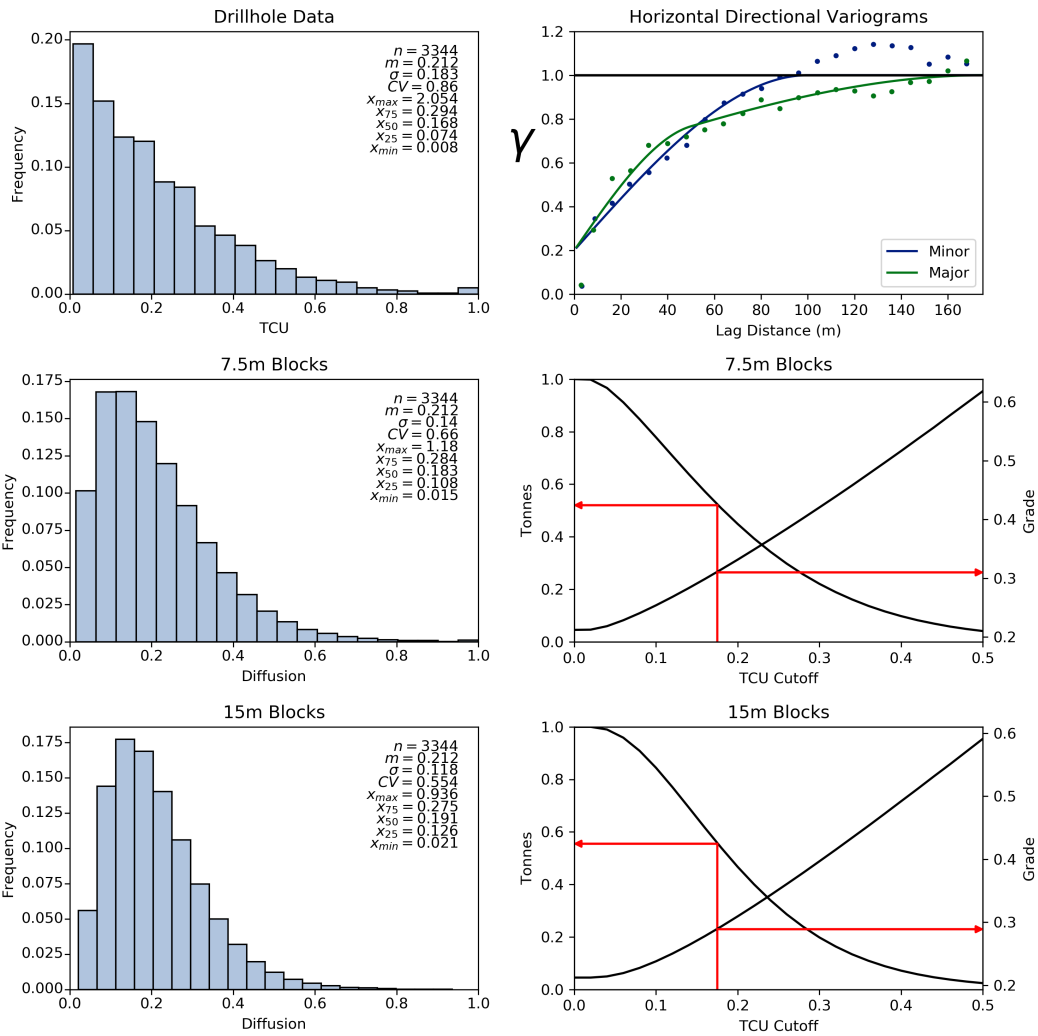 Drillhole Data
0.20
0.15
0.10
0.05
0.00
Frequency
n = 3344
m = 0.212
σ = 0.183
CV = 0.86
x_max = 2.054
x_75 = 0.294
x_50 = 0.168
x_25 = 0.074
x_min = 0.008
0.0 0.2 0.4 0.6 0.8 1.0
TCU
Horizontal Directional Variograms
1.2
1.0
0.8
0.6
0.4
0.2
0.0
γ
Minor
Major
0 20 40 60 80 100 120 140 160
Lag Distance (m)
7.5m Blocks
0.175
0.150
0.125
0.100
0.075
0.050
0.025
0.000
Frequency
n = 3344
m = 0.212
σ = 0.14
CV = 0.66
x_max = 1.18
x_75 = 0.284
x_50 = 0.183
x_25 = 0.108
x_min = 0.015
0.0 0.2 0.4 0.6 0.8 1.0
Diffusion
7.5m Blocks
1.0
0.8
0.6
0.4
0.2
0.0
Tonnes
0.6
0.5
0.4
0.3
0.2
Grade
0.0 0.1 0.2 0.3 0.4 0.5
TCU Cutoff
15m Blocks
0.175
0.150
0.125
0.100
0.075
0.050
0.025
0.000
Frequency
n = 3344
m = 0.212
σ = 0.118
CV = 0.554
x_max = 0.936
x_75 = 0.275
x_50 = 0.191
x_25 = 0.126
x_min = 0.021
0.0 0.2 0.4 0.6 0.8 1.0
Diffusion
15m Blocks
1.0
0.8
0.6
0.4
0.2
0.0
Tonnes
0.6
0.5
0.4
0.3
0.2
Grade
0.0 0.1 0.2 0.3 0.4 0.5
TCU Cutoff